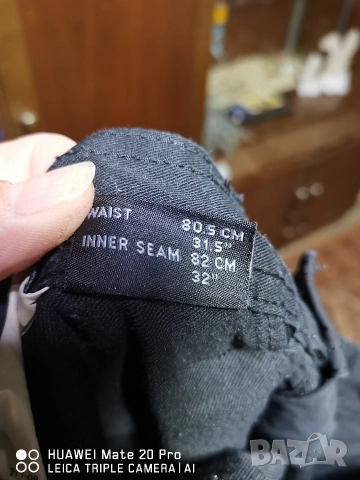 WAIST 80.5 CM
31.5"
INNER SEAM 82 CM
32"
HUAWEI Mate 20 Pro
LEICA TRIPLE CAMERA | AI
BAZAR